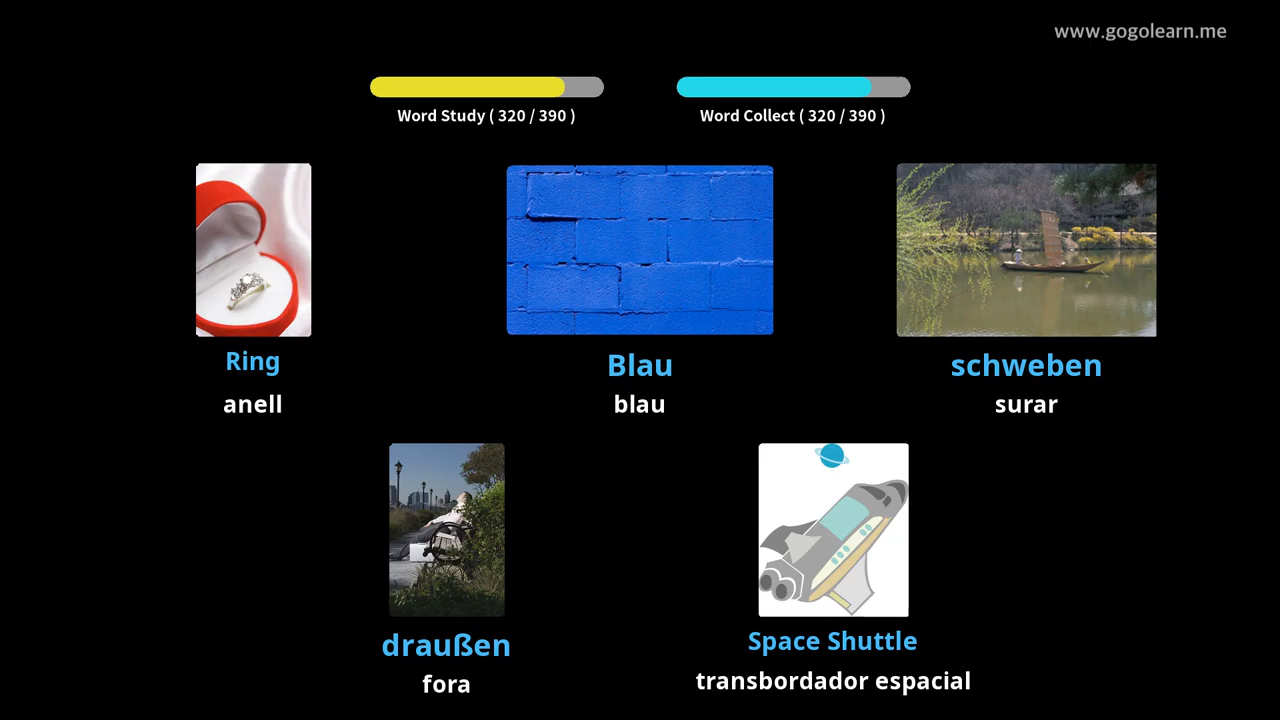 www.gogolearn.me
Word Study ( 320 / 390 )
Word Collect ( 320 / 390 )
Ring
anell
Blau
blau
schweben
surar
draußen
fora
Space Shuttle
transbordador espacial